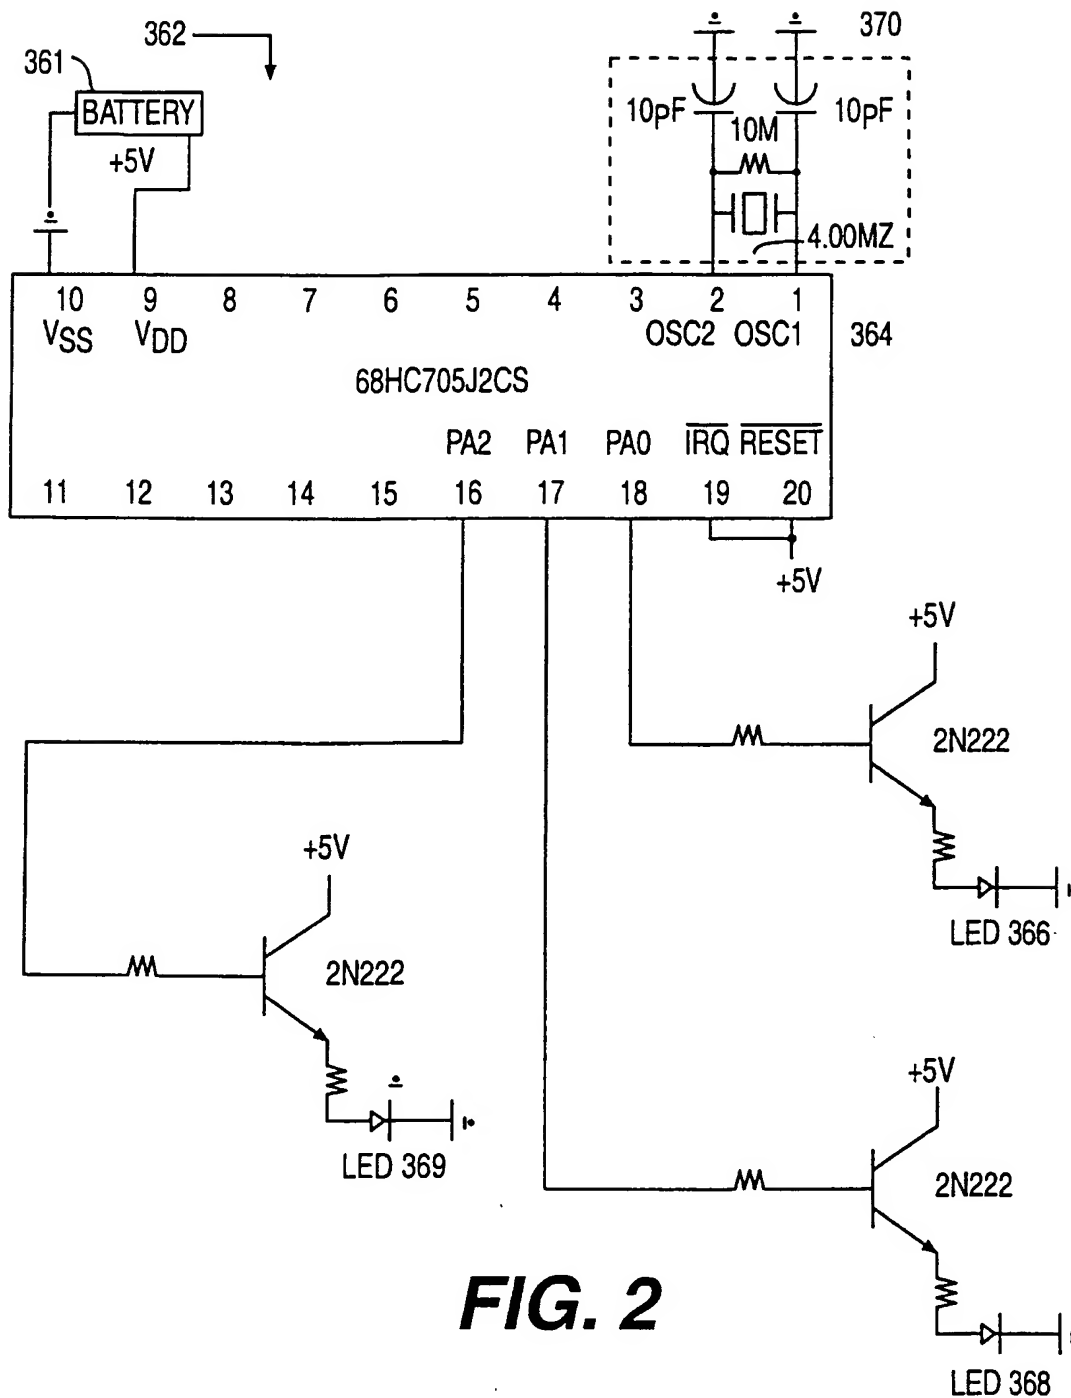 362
370
361
BATTERY
+5V
10pF
10M
10pF
4.00MZ
10 9 8 7 6 5 4 3 2 1
VSS VDD OSC2 OSC1
364
68HC705J2CS
PA2 PA1 PA0 IRQ RESET
11 12 13 14 15 16 17 18 19 20
+5V
+5V
2N222
LED 366
+5V
2N222
LED 369
+5V
2N222
LED 368
FIG. 2